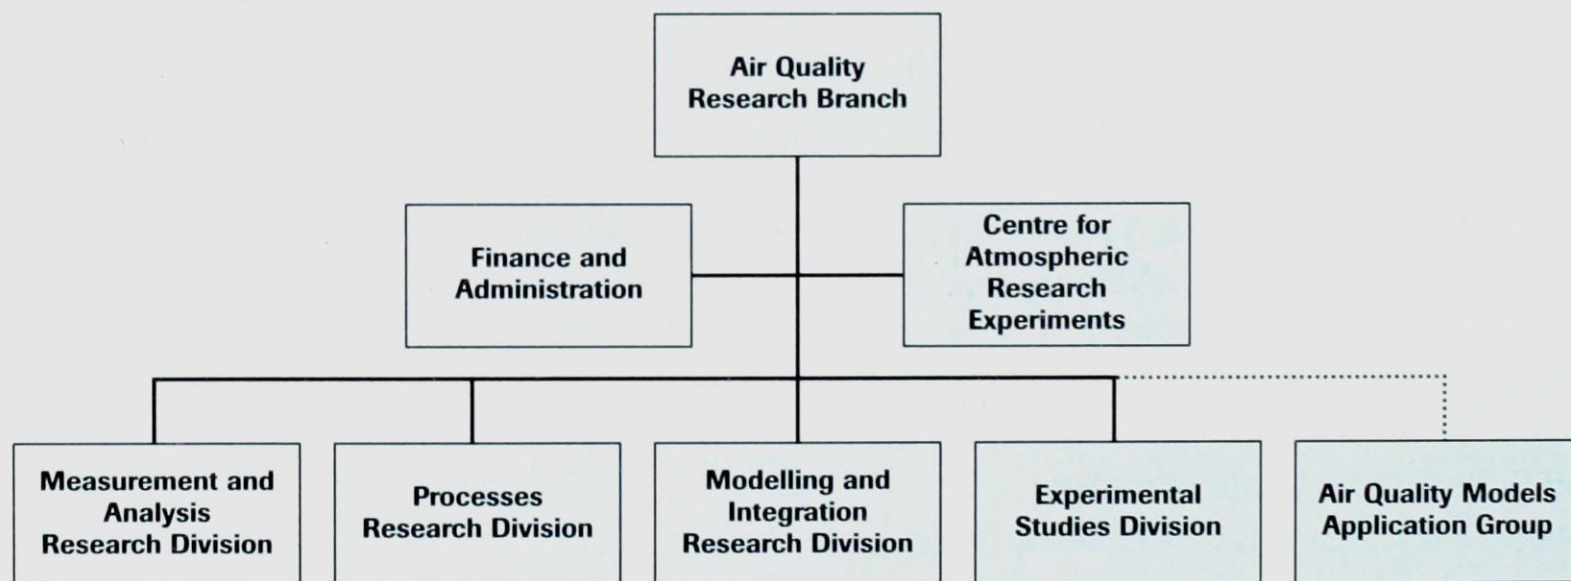 Air Quality
Research Branch
Finance and
Administration
Centre for
Atmospheric
Research
Experiments
Measurement and
Analysis
Research Division
Processes
Research Division
Modelling and
Integration
Research Division
Experimental
Studies Division
Air Quality Models
Application Group